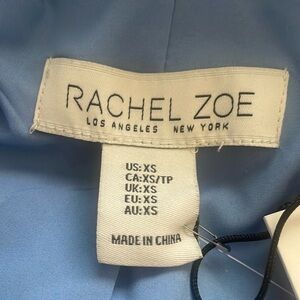 RACHEL ZOE
LOS ANGELES NEW YORK
US:XS
CA:XS/TP
UK:XS
EU:XS
AU:XS
MADE IN CHINA